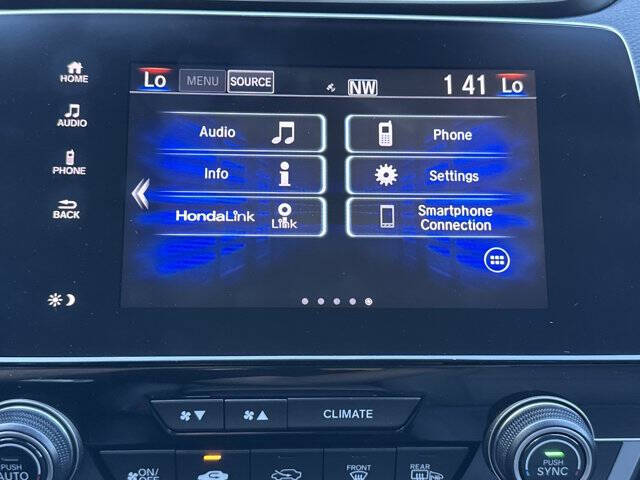 HOME
AUDIO
PHONE
BACK
Lo MENU SOURCE NW 1 41 Lo
Audio Phone
Info Settings
HondaLink Link Smartphone
Connection
CLIMATE
PUSH
AUTO
ON/
OFF
FRONT
REAR
PUSH
SYNC